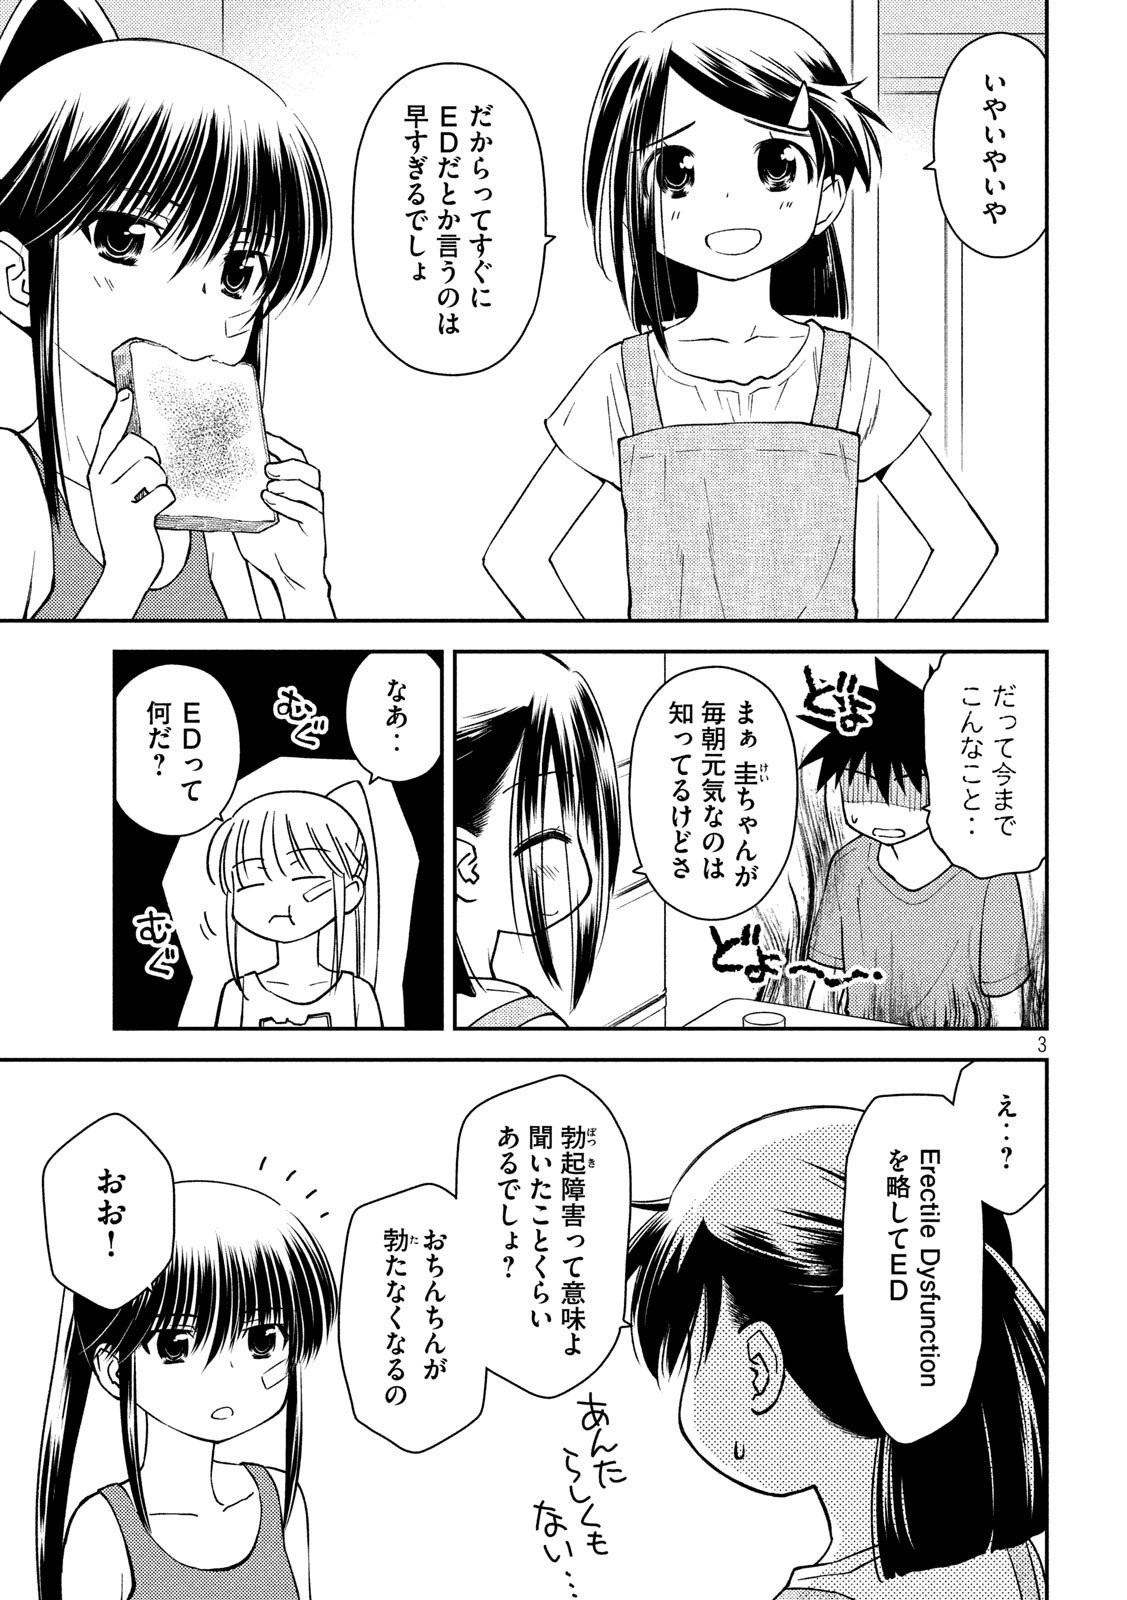 いやいやいや
だからってすぐに
EDだとか言うのは
早すぎるでしょ
だって今まで
こんなこと‥
どよ
どよ〜〜‥
まぁ圭ちゃんが
けい
毎朝元気なのは
知ってるけどさ
なあ‥
EDって
何だ？
むぐ
むぐ
3
え‥？
Erectile Dysfunction
を略してED
勃起障害って意味よ
ぼっき
聞いたことくらい
あるでしょ？
おちんちんが
勃たなくなるの
た
あんた
らしくも
ない…
おお！